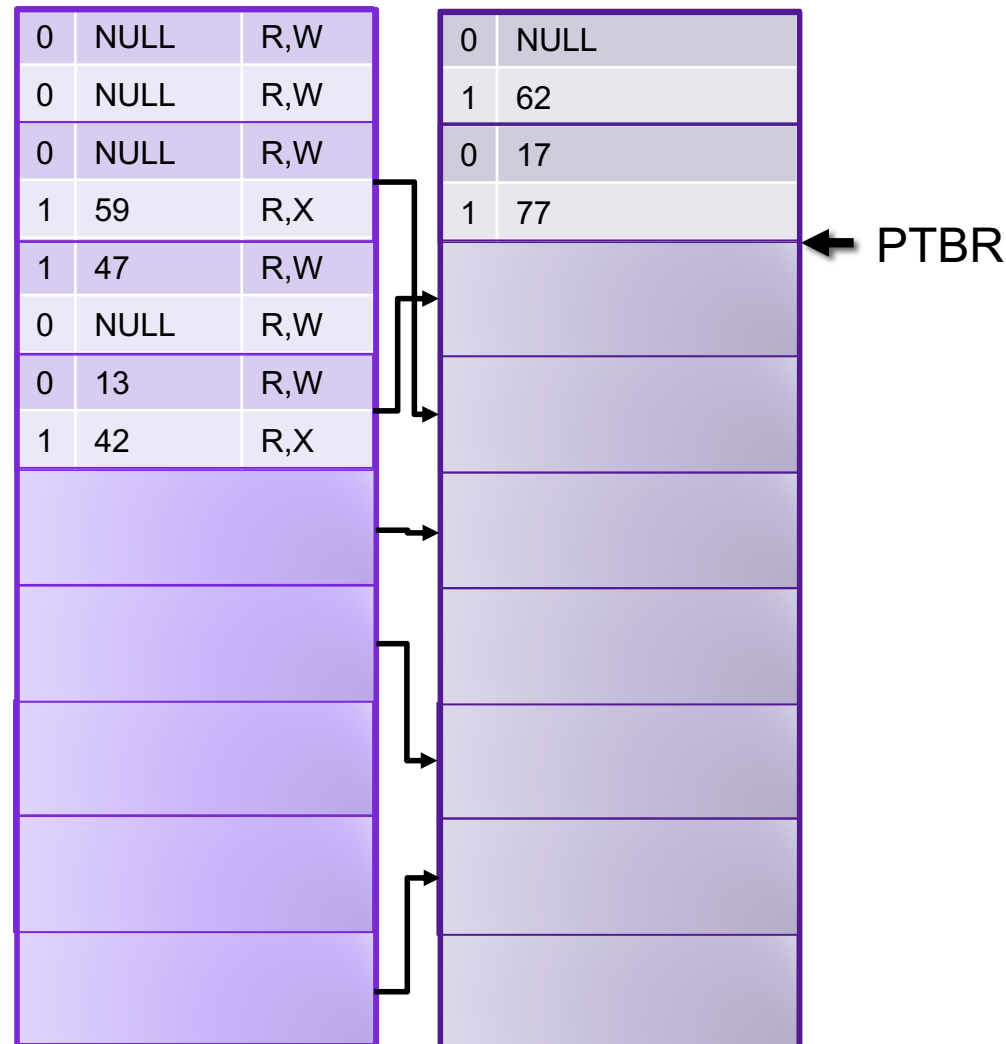 0 NULL R,W
0 NULL R,W
0 NULL R,W
1 59 R,X
1 47 R,W
0 NULL R,W
0 13 R,W
1 42 R,X
0 NULL
1 62
0 17
1 77
PTBR